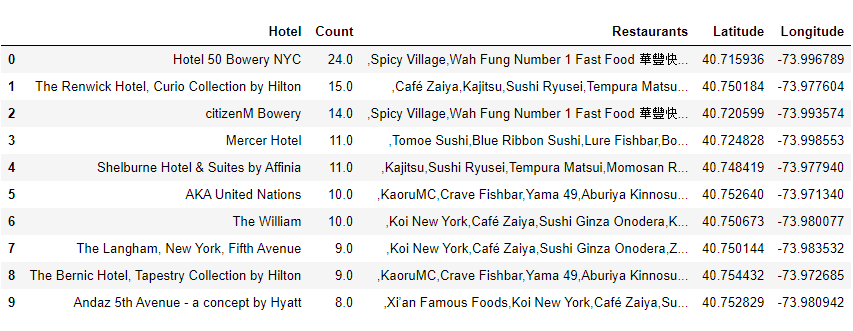 Hotel Count Restaurants Latitude Longitude
0 Hotel 50 Bowery NYC 24.0 ,Spicy Village,Wah Fung Number 1 Fast Food 華豐快... 40.715936 -73.996789
1 The Renwick Hotel, Curio Collection by Hilton 15.0 ,Café Zaiya,Kajitsu,Sushi Ryusei,Tempura Matsu... 40.750184 -73.977604
2 citizenM Bowery 14.0 ,Spicy Village,Wah Fung Number 1 Fast Food 華豐快... 40.720599 -73.993574
3 Mercer Hotel 11.0 ,Tomoe Sushi,Blue Ribbon Sushi,Lure Fishbar,Bo... 40.724828 -73.998553
4 Shelburne Hotel & Suites by Affinia 11.0 ,Kajitsu,Sushi Ryusei,Tempura Matsui,Momosan R... 40.748419 -73.977940
5 AKA United Nations 10.0 ,KaoruMC,Crave Fishbar,Yama 49,Aburiya Kinnosu... 40.752640 -73.971340
6 The William 10.0 ,Koi New York,Café Zaiya,Sushi Ginza Onodera,K... 40.750673 -73.980077
7 The Langham, New York, Fifth Avenue 9.0 ,Koi New York,Café Zaiya,Sushi Ginza Onodera,Z... 40.750144 -73.983532
8 The Bernic Hotel, Tapestry Collection by Hilton 9.0 ,KaoruMC,Crave Fishbar,Yama 49,Aburiya Kinnosu... 40.754432 -73.972685
9 Andaz 5th Avenue - a concept by Hyatt 8.0 ,Xi'an Famous Foods,Koi New York,Café Zaiya,Su... 40.752829 -73.980942